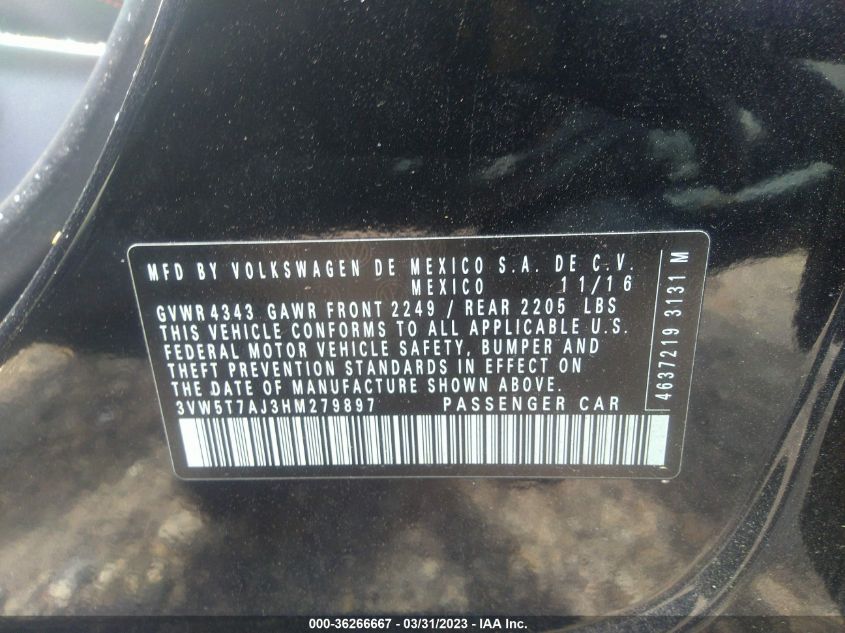 MFD BY VOLKSWAGEN DE MEXICO S.A. DE C.V.
MEXICO 11/16
GVWR 4343 GAWR FRONT 2249 / REAR 2205 LBS
THIS VEHICLE CONFORMS TO ALL APPLICABLE U.S.
FEDERAL MOTOR VEHICLE SAFETY, BUMPER AND
THEFT PREVENTION STANDARDS IN EFFECT ON
THE DATE OF MANUFACTURE SHOWN ABOVE.
3VW5T7AJ3HM279897 PASSENGER CAR
4637219 3131 M
000-36266667 - 03/31/2023 - © IAA Inc.